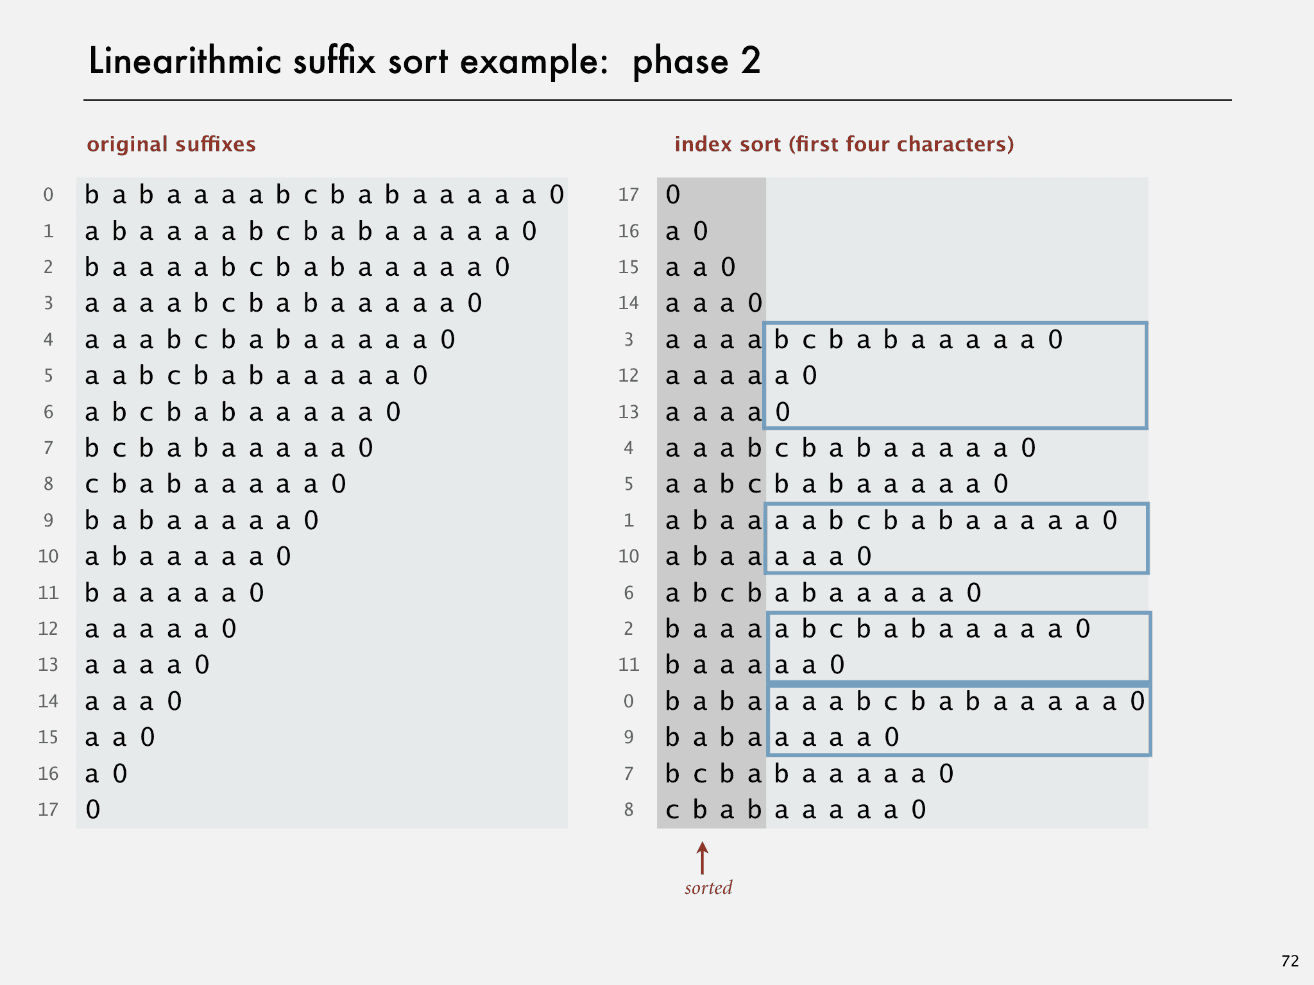 Linearithmic suffix sort example: phase 2
original suffixes
0 b a b a a a a b c b a b a a a a a 0
1 a b a a a a b c b a b a a a a a 0
2 b a a a a b c b a b a a a a a 0
3 a a a a b c b a b a a a a a 0
4 a a a b c b a b a a a a a 0
5 a a b c b a b a a a a a 0
6 a b c b a b a a a a a 0
7 b c b a b a a a a a 0
8 c b a b a a a a a 0
9 b a b a a a a a 0
10 a b a a a a a 0
11 b a a a a a 0
12 a a a a a 0
13 a a a a 0
14 a a a 0
15 a a 0
16 a 0
17 0
index sort (first four characters)
17 0
16 a 0
15 a a 0
14 a a a 0
3 a a a a b c b a b a a a a a 0
12 a a a a a 0
13 a a a a 0
4 a a a b c b a b a a a a a 0
5 a a b c b a b a a a a a 0
1 a b a a a a b c b a b a a a a a 0
10 a b a a a a a 0
6 a b c b a b a a a a a 0
2 b a a a a b c b a b a a a a a 0
11 b a a a a a 0
0 b a b a a a a b c b a b a a a a a 0
9 b a b a a a a a 0
7 b c b a b a a a a a 0
8 c b a b a a a a a 0
sorted
72